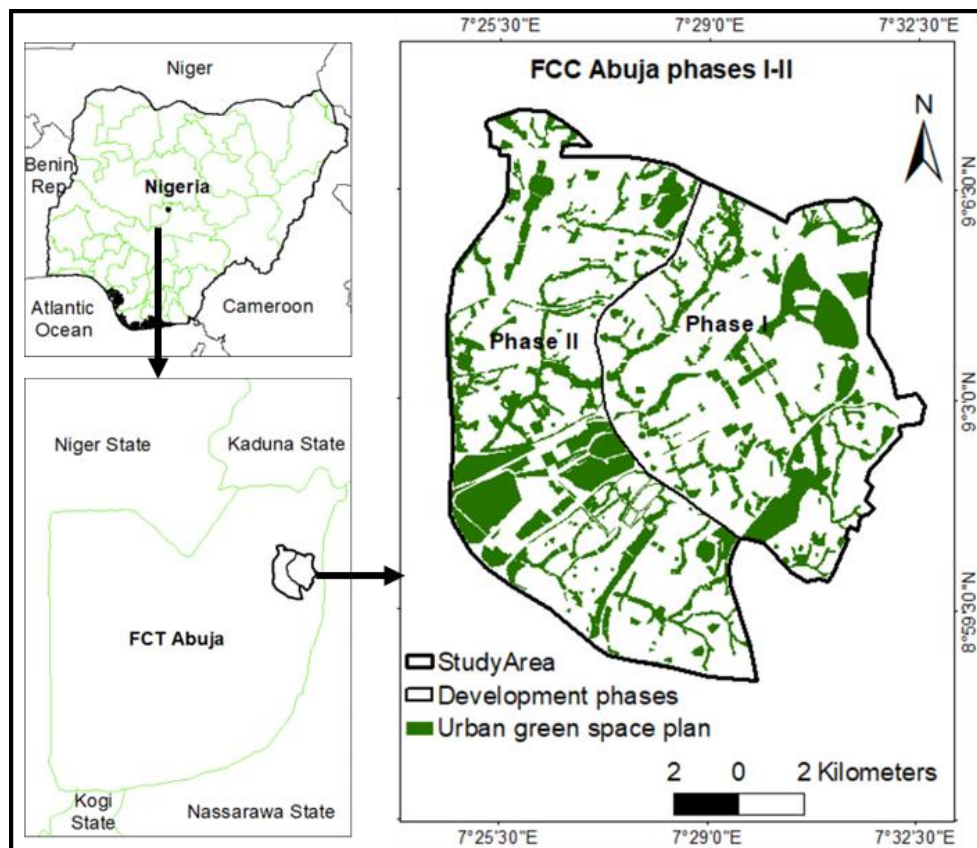 Niger
Benin
Rep
Nigeria
Atlantic
Ocean
Cameroon
Niger State
Kaduna State
FCT Abuja
Kogi
State
Nassarawa State
7°25'30"E
7°29'0"E
7°32'30"E
FCC Abuja phases I-II
N
9°6'30"N
Phase II
Phase I
9°3'0"N
8°59'30"N
StudyArea
Development phases
Urban green space plan
2 0 2 Kilometers
7°25'30"E
7°29'0"E
7°32'30"E